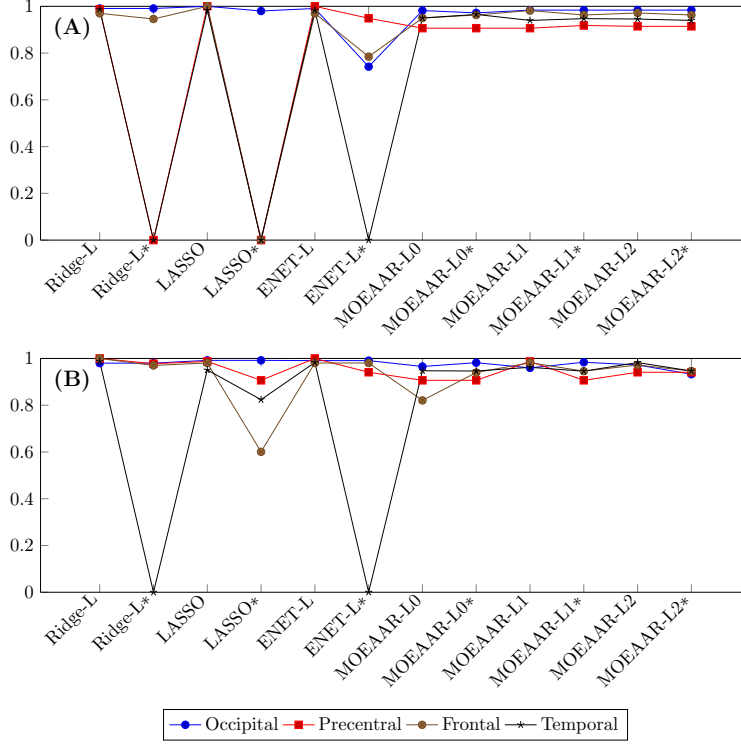 (A)
1
0.8
0.6
0.4
0.2
0
Ridge-L
Ridge-L*
LASSO
LASSO*
ENET-L
ENET-L*
MOEAAR-L0
MOEAAR-L0*
MOEAAR-L1
MOEAAR-L1*
MOEAAR-L2
MOEAAR-L2*
(B)
1
0.8
0.6
0.4
0.2
0
Ridge-L
Ridge-L*
LASSO
LASSO*
ENET-L
ENET-L*
MOEAAR-L0
MOEAAR-L0*
MOEAAR-L1
MOEAAR-L1*
MOEAAR-L2
MOEAAR-L2*
Occipital Precentral Frontal Temporal